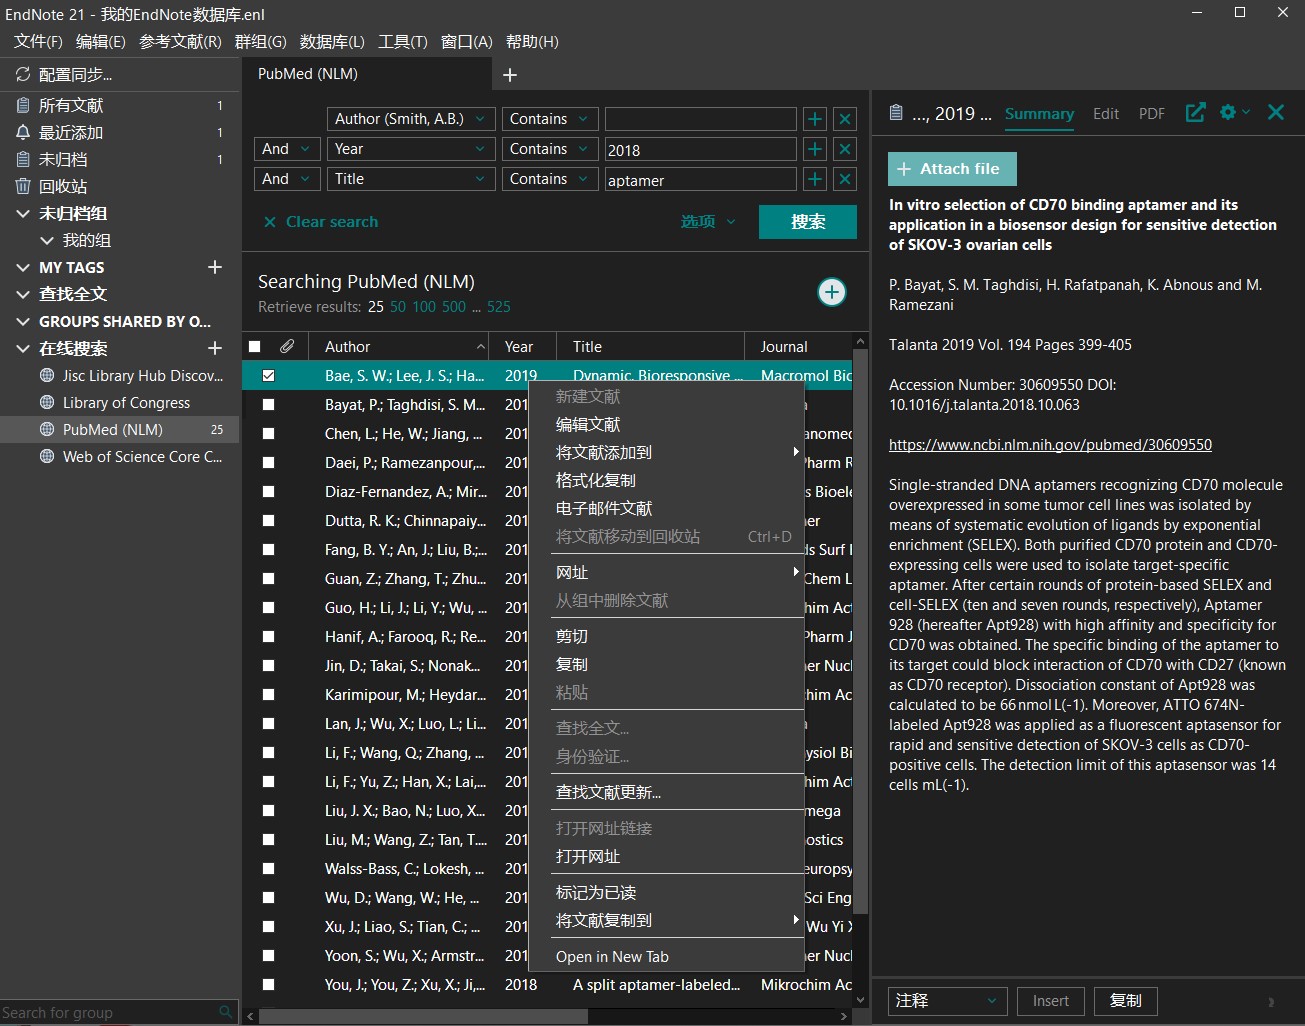 EndNote 21 - 我的EndNote数据库.enl
文件(F) 编辑(E) 参考文献(R) 群组(G) 数据库(L) 工具(T) 窗口(A) 帮助(H)
配置同步...
所有文献 1
最近添加 1
未归档 1
回收站
未归档组
我的组
MY TAGS
查找全文
GROUPS SHARED BY O...
在线搜索
Jisc Library Hub Discov...
Library of Congress
PubMed (NLM) 25
Web of Science Core C...
Search for group
PubMed (NLM)
Author (Smith, A.B.) Contains
And Year Contains 2018
And Title Contains aptamer
Clear search 选项 搜索
Searching PubMed (NLM)
Retrieve results: 25 50 100 500 ... 525
Author Year Title Journal
Bae, S. W.; Lee, J. S.; Ha... 2019 Dynamic, Bioresponsive ... Macromol Bio
Bayat, P.; Taghdisi, S. M... 201
Chen, L.; He, W.; Jiang, ... 201 anomed
Daei, P.; Ramezanpour,... 201 Pharm R
Diaz-Fernandez, A.; Mir... 201 s Bioele
Dutta, R. K.; Chinnapaiy... 201 er
Fang, B. Y.; An, J.; Liu, B.;... 201 ds Surf I
Guan, Z.; Zhang, T.; Zhu... 201 Chem L
Guo, H.; Li, J.; Li, Y.; Wu, ... 201 him Act
Hanif, A.; Farooq, R.; Re... 201 Pharm J
Jin, D.; Takai, S.; Nonak... 201 er Nucl
Karimipour, M.; Heydar... 201 him Ac
Lan, J.; Wu, X.; Luo, L.; Li... 201
Li, F.; Wang, Q.; Zhang, ... 201 ysiol Bi
Li, F.; Yu, Z.; Han, X.; Lai,... 201 him Act
Liu, J. X.; Bao, N.; Luo, X... 201 mega
Liu, M.; Wang, Z.; Tan, T.... 201 ostics
Walss-Bass, C.; Lokesh, ... 201 europsy
Wu, D.; Wang, W.; He, ... 201 Sci Eng
Xu, J.; Liao, S.; Tian, C.; ... 201 Wu Yi X
Yoon, S.; Wu, X.; Armstr... 201 er Nucl
You, J.; You, Z.; Xu, X.; Ji,... 2018 A split aptamer-labeled... Mikrochim Ac
新建文献
编辑文献
将文献添加到
格式化复制
电子邮件文献
将文献移动到回收站 Ctrl+D
网址
从组中删除文献
剪切
复制
粘贴
查找全文...
身份验证...
查找文献更新...
打开网址链接
打开网址
标记为已读
将文献复制到
Open in New Tab
..., 2019 ... Summary Edit PDF
+ Attach file
In vitro selection of CD70 binding aptamer and its
application in a biosensor design for sensitive detection
of SKOV-3 ovarian cells
P. Bayat, S. M. Taghdisi, H. Rafatpanah, K. Abnous and M.
Ramezani
Talanta 2019 Vol. 194 Pages 399-405
Accession Number: 30609550 DOI:
10.1016/j.talanta.2018.10.063
https://www.ncbi.nlm.nih.gov/pubmed/30609550
Single-stranded DNA aptamers recognizing CD70 molecule
overexpressed in some tumor cell lines was isolated by
means of systematic evolution of ligands by exponential
enrichment (SELEX). Both purified CD70 protein and CD70-
expressing cells were used to isolate target-specific
aptamer. After certain rounds of protein-based SELEX and
cell-SELEX (ten and seven rounds, respectively), Aptamer
928 (hereafter Apt928) with high affinity and specificity for
CD70 was obtained. The specific binding of the aptamer to
its target could block interaction of CD70 with CD27 (known
as CD70 receptor). Dissociation constant of Apt928 was
calculated to be 66 nmol L(-1). Moreover, ATTO 674N-
labeled Apt928 was applied as a fluorescent aptasensor for
rapid and sensitive detection of SKOV-3 cells as CD70-
positive cells. The detection limit of this aptasensor was 14
cells mL(-1).
注释 Insert 复制